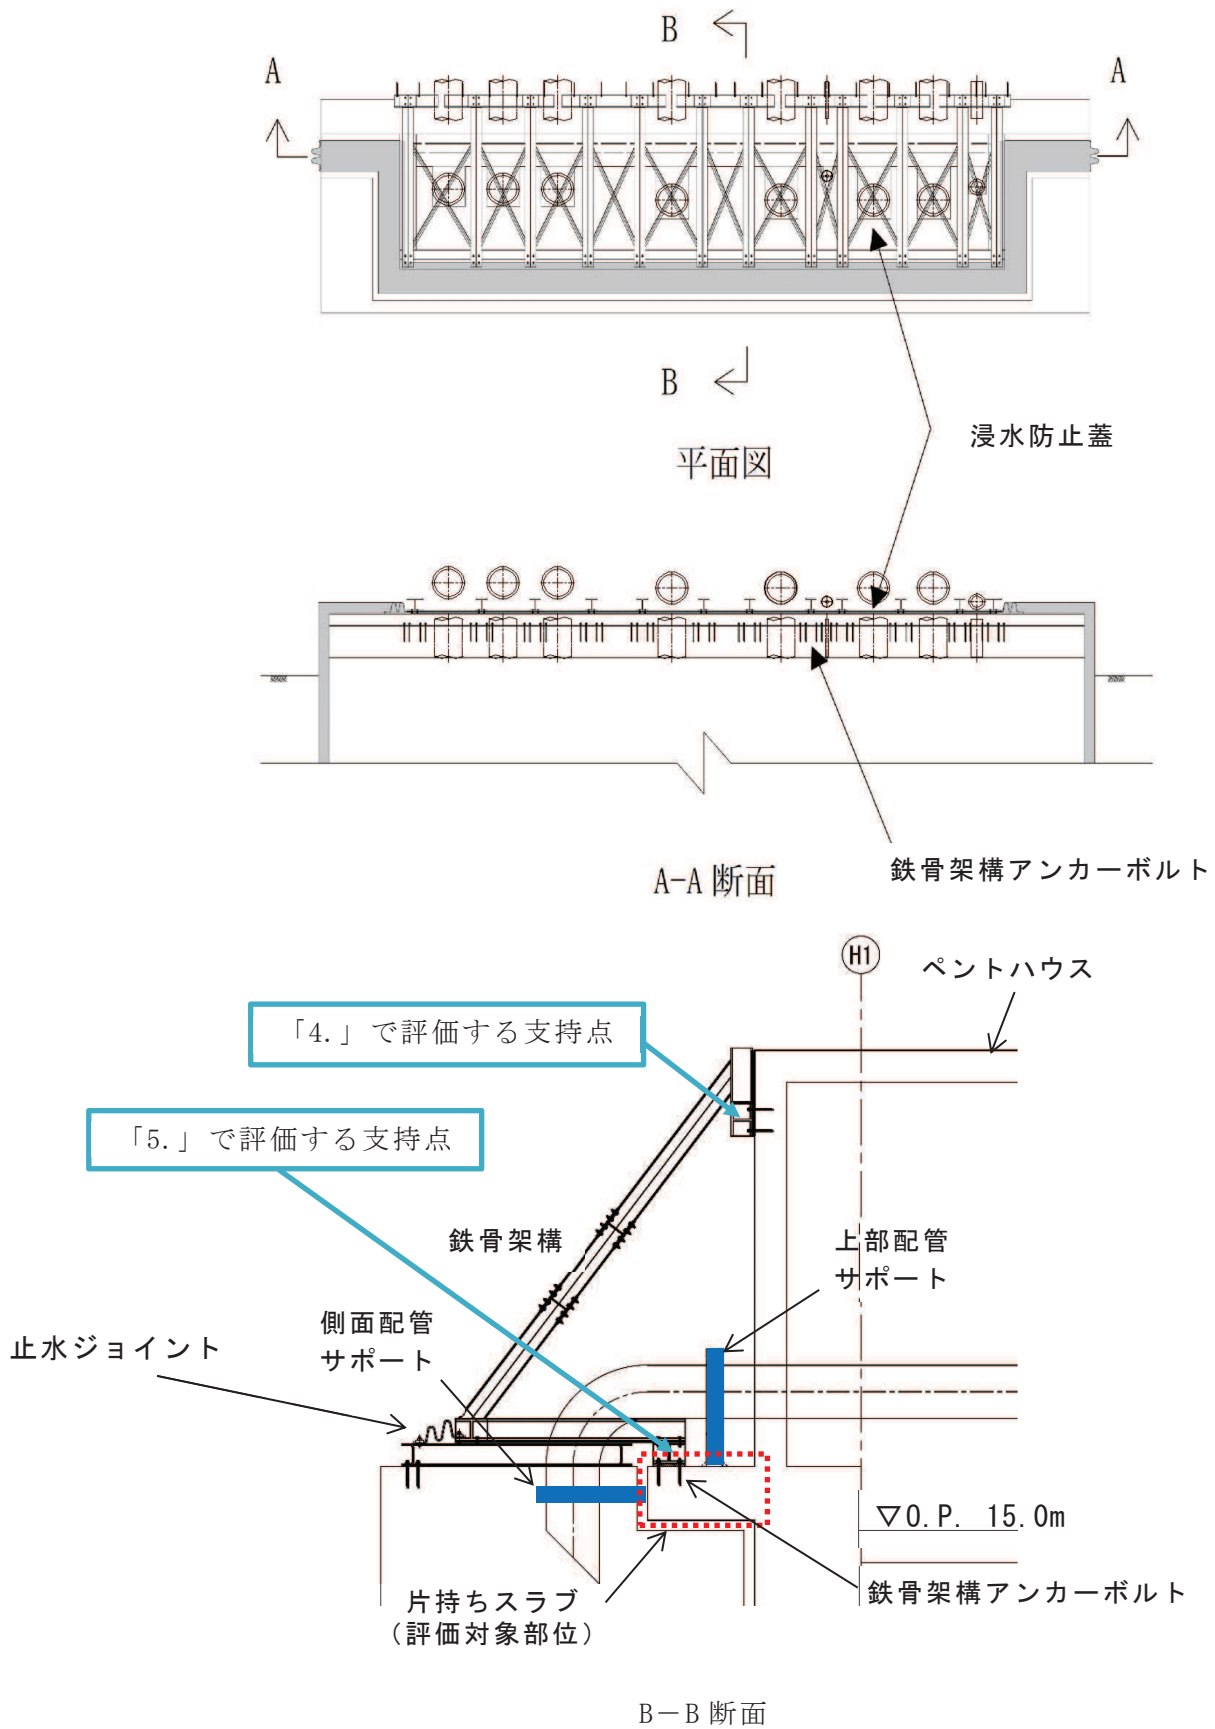 B
A
A
B
浸水防止蓋
平面図
鉄骨架構アンカーボルト
A-A 断面
H1
ペントハウス
「4.」で評価する支持点
「5.」で評価する支持点
鉄骨架構
上部配管
サポート
側面配管
サポート
止水ジョイント
▽O.P. 15.0m
鉄骨架構アンカーボルト
片持ちスラブ
（評価対象部位）
B－B 断面